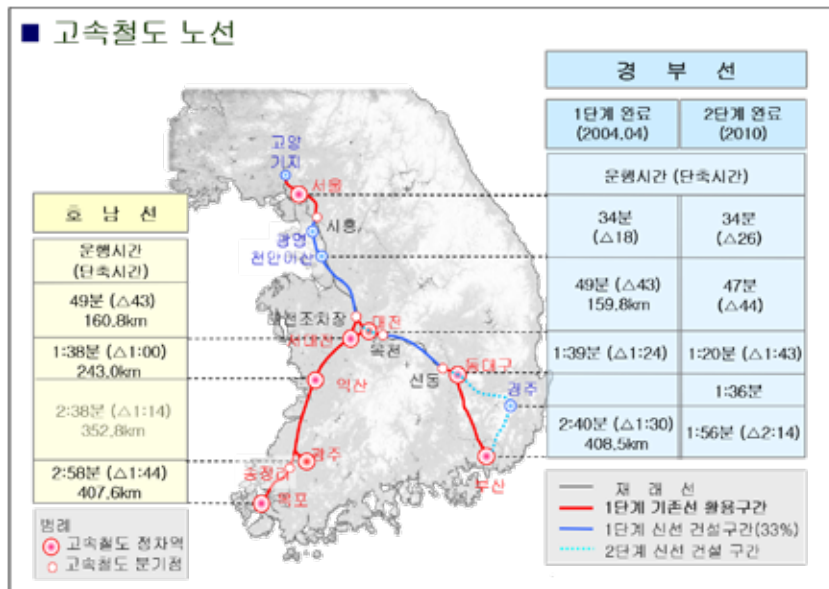 ■ 고속철도 노선
경 부 선
1단계 완료
(2004.04)
2단계 완료
(2010)
운행시간 (단축시간)
34분
(△18)
34분
(△26)
49분 (△43)
159.8km
47분
(△44)
1:39분 (△1:24)
1:20분 (△1:43)
1:36분
2:40분 (△1:30)
408.5km
1:56분 (△2:14)
호 남 선
운행시간
(단축시간)
49분 (△43)
160.8km
1:38분 (△1:00)
243.0km
2:38분 (△1:14)
352.8km
2:58분 (△1:44)
407.6km
고양
기지
서울
시흥
광명
천안아산
조차장
대전
서대전
옥천
신동
동대구
경주
익산
광주
송정리
목포
부산
범례
고속철도 정차역
고속철도 분기점
재 래 선
1단계 기존선 활용구간
1단계 신선 건설구간(33%)
2단계 신선 건설 구간